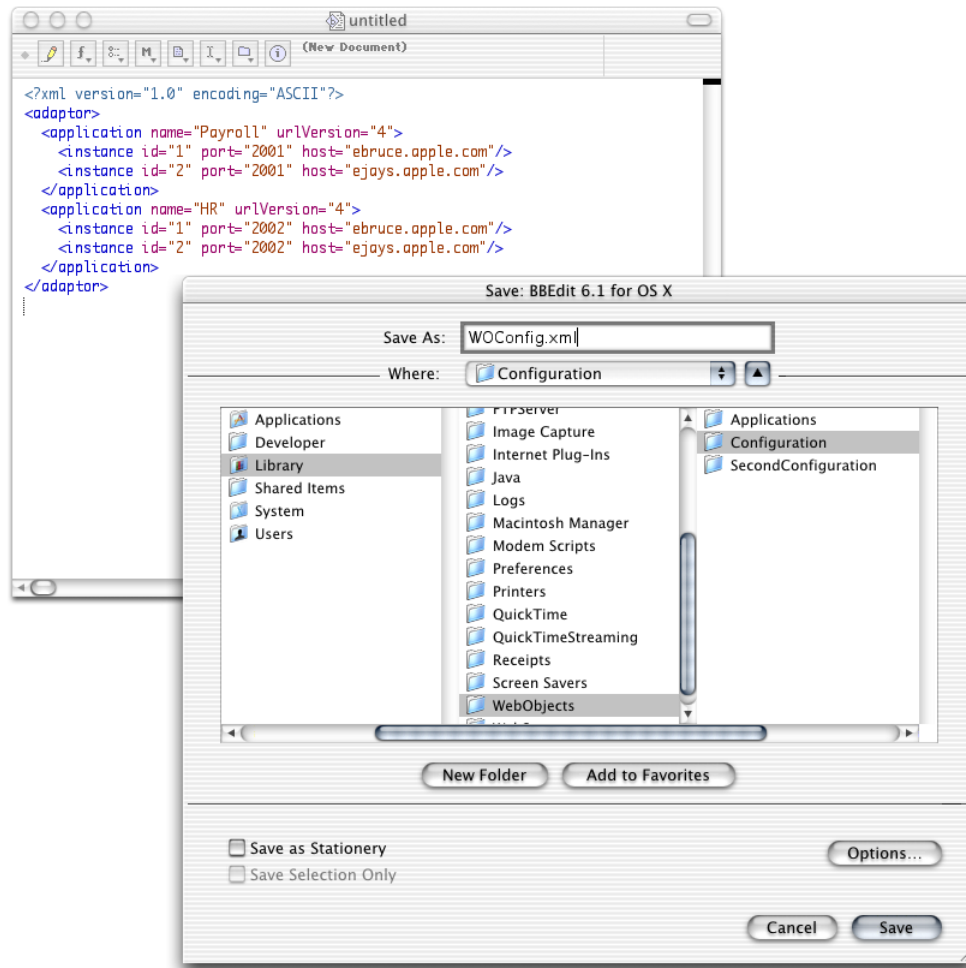 untitled
(New Document)
<?xml version="1.0" encoding="ASCII"?>
<adaptor>
  <application name="Payroll" urlVersion="4">
    <instance id="1" port="2001" host="ebruce.apple.com"/>
    <instance id="2" port="2001" host="ejays.apple.com"/>
  </application>
  <application name="HR" urlVersion="4">
    <instance id="1" port="2002" host="ebruce.apple.com"/>
    <instance id="2" port="2002" host="ejays.apple.com"/>
  </application>
</adaptor>
Save: BBEdit 6.1 for OS X
Save As: WOConfig.xml
Where: Configuration
Applications
Developer
Library
Shared Items
System
Users
FTPServer
Image Capture
Internet Plug-Ins
Java
Logs
Macintosh Manager
Modem Scripts
Preferences
Printers
QuickTime
QuickTimeStreaming
Receipts
Screen Savers
WebObjects
Applications
Configuration
SecondConfiguration
New Folder
Add to Favorites
Save as Stationery
Save Selection Only
Options...
Cancel
Save